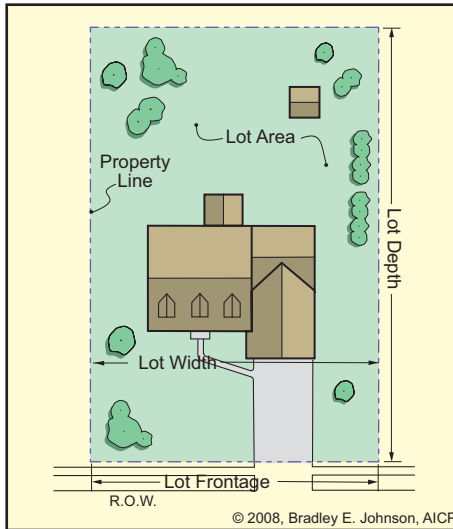 Lot Area
Property
Line
Lot Depth
Lot Width
Lot Frontage
R.O.W.
© 2008, Bradley E. Johnson, AICP